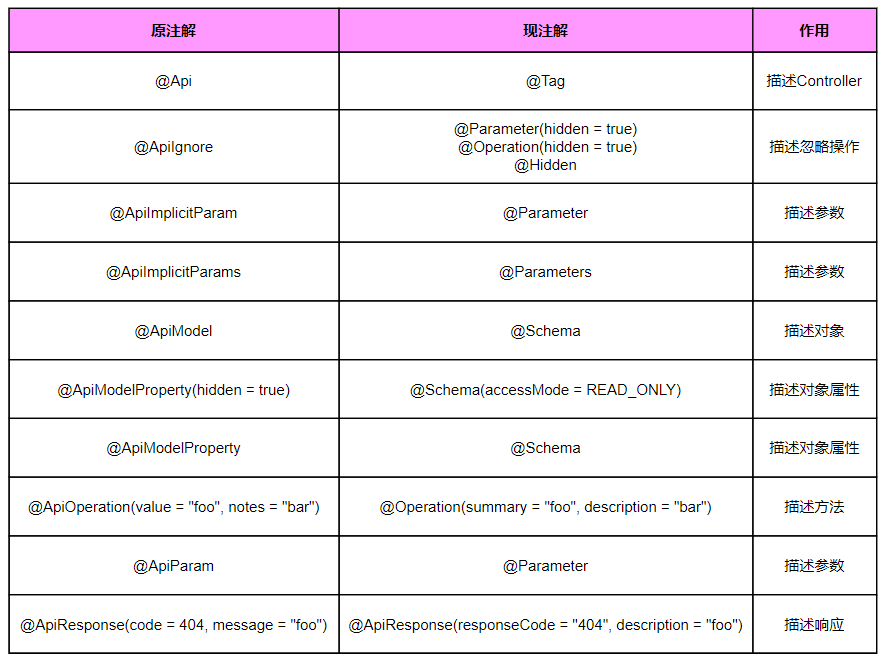 原注解 现注解 作用
@Api @Tag 描述Controller
@ApiIgnore @Parameter(hidden = true)
@Operation(hidden = true)
@Hidden 描述忽略操作
@ApiImplicitParam @Parameter 描述参数
@ApiImplicitParams @Parameters 描述参数
@ApiModel @Schema 描述对象
@ApiModelProperty(hidden = true) @Schema(accessMode = READ_ONLY) 描述对象属性
@ApiModelProperty @Schema 描述对象属性
@ApiOperation(value = "foo", notes = "bar") @Operation(summary = "foo", description = "bar") 描述方法
@ApiParam @Parameter 描述参数
@ApiResponse(code = 404, message = "foo") @ApiResponse(responseCode = "404", description = "foo") 描述响应